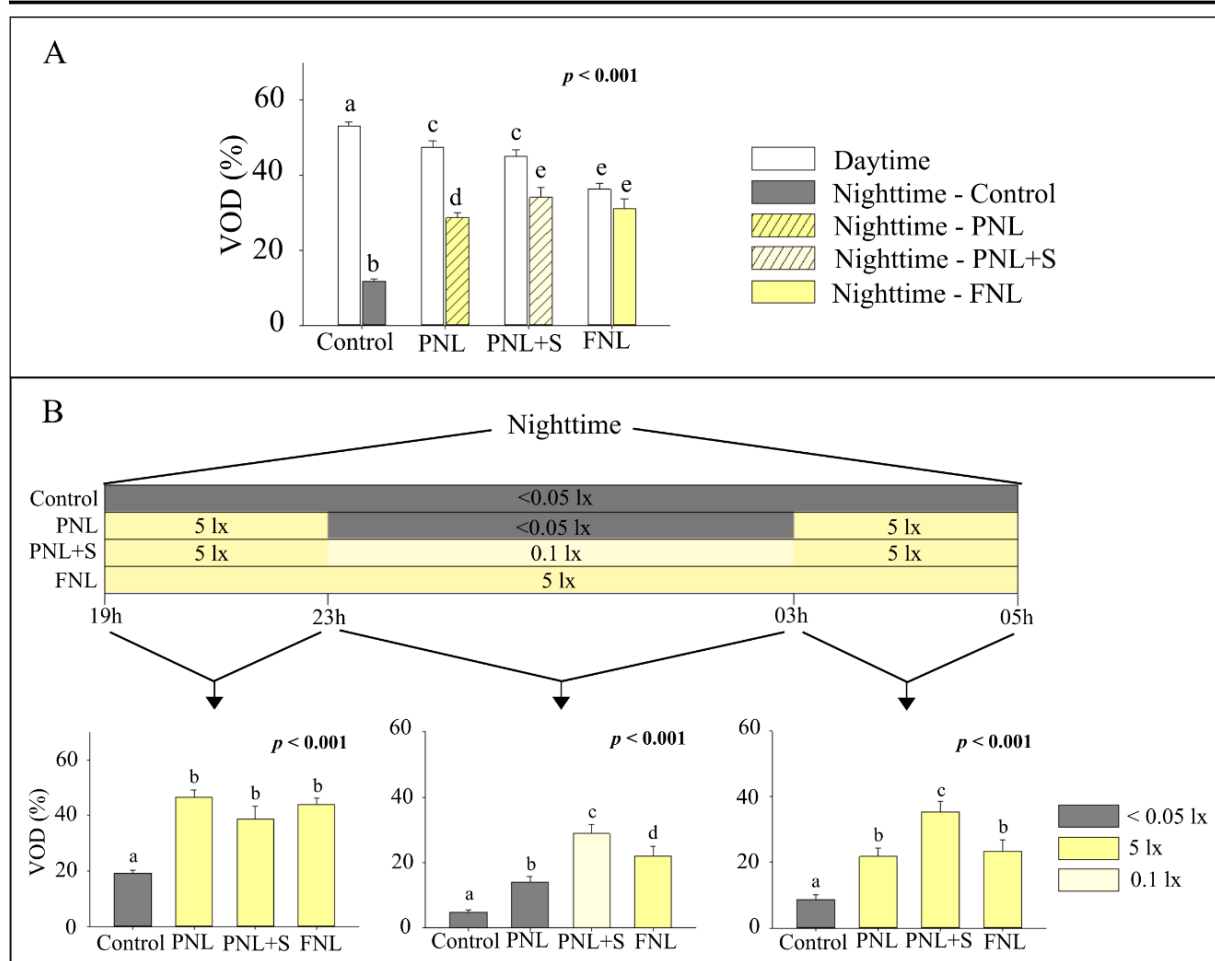 A
p < 0.001
VOD (%)
60
40
20
0
a
b
c
d
c
e
e
e
Control
PNL
PNL+S
FNL
Daytime
Nighttime - Control
Nighttime - PNL
Nighttime - PNL+S
Nighttime - FNL
B
Nighttime
Control
<0.05 lx
PNL
5 lx
<0.05 lx
5 lx
PNL+S
5 lx
0.1 lx
5 lx
FNL
5 lx
19h
23h
03h
05h
p < 0.001
VOD (%)
60
40
20
0
a
b
b
b
Control
PNL
PNL+S
FNL
p < 0.001
60
40
20
0
a
b
c
d
Control
PNL
PNL+S
FNL
p < 0.001
60
40
20
0
a
b
c
b
Control
PNL
PNL+S
FNL
< 0.05 lx
5 lx
0.1 lx